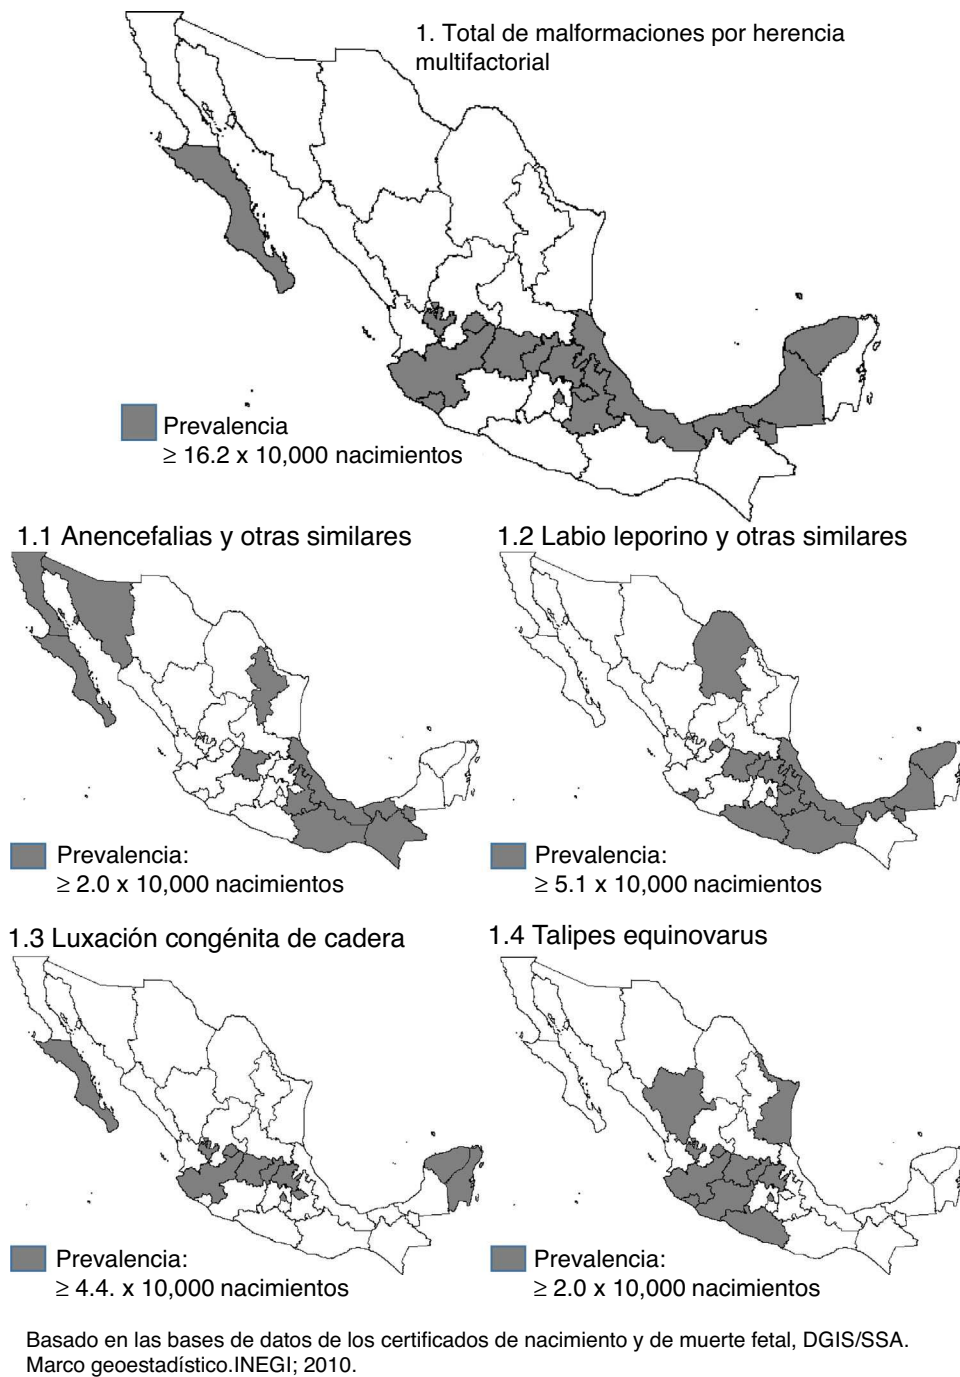 1. Total de malformaciones por herencia
multifactorial
Prevalencia
≥ 16.2 x 10,000 nacimientos
1.1 Anencefalias y otras similares
1.2 Labio leporino y otras similares
Prevalencia:
≥ 2.0 x 10,000 nacimientos
Prevalencia:
≥ 5.1 x 10,000 nacimientos
1.3 Luxación congénita de cadera
1.4 Talipes equinovarus
Prevalencia:
≥ 4.4. x 10,000 nacimientos
Prevalencia:
≥ 2.0 x 10,000 nacimientos
Basado en las bases de datos de los certificados de nacimiento y de muerte fetal, DGIS/SSA.
Marco geoestadístico.INEGI; 2010.